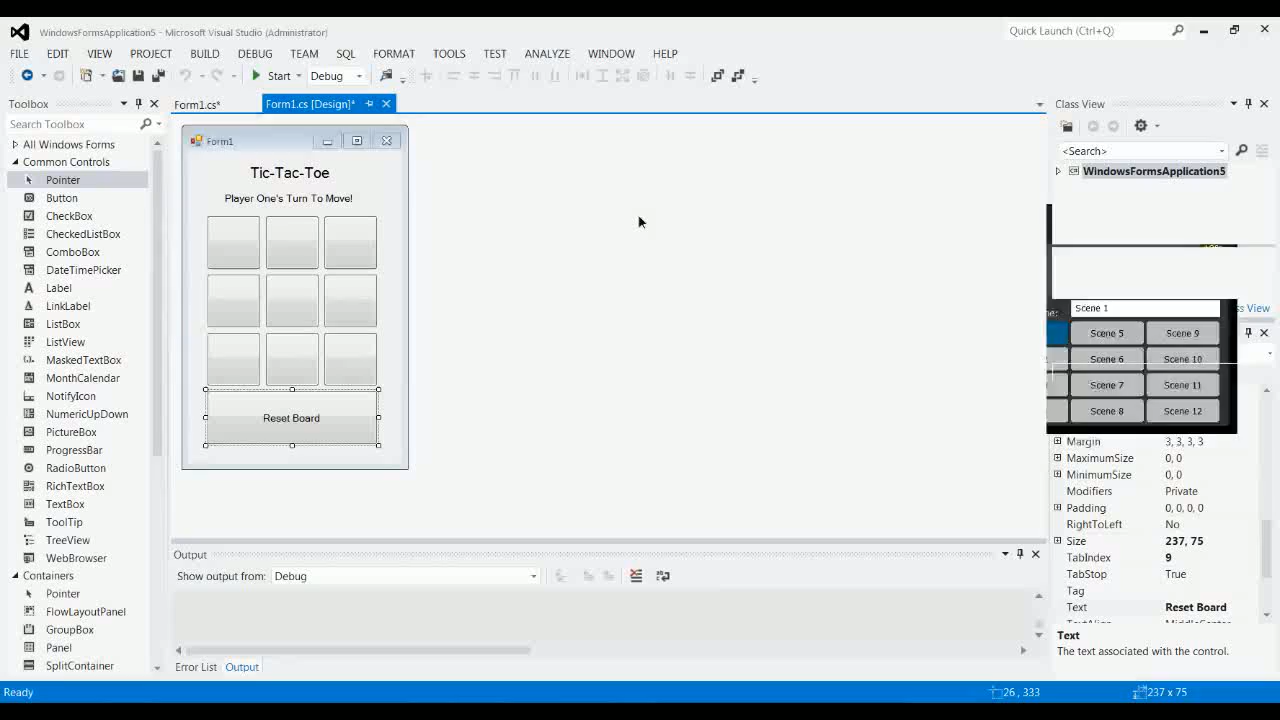 WindowsFormsApplication5 - Microsoft Visual Studio (Administrator)
Quick Launch (Ctrl+Q)
FILE EDIT VIEW PROJECT BUILD DEBUG TEAM SQL FORMAT TOOLS TEST ANALYZE WINDOW HELP
Start Debug
Toolbox
Form1.cs*
Form1.cs [Design]*
Class View
Search Toolbox
All Windows Forms
Common Controls
Pointer
Button
CheckBox
CheckedListBox
ComboBox
DateTimePicker
Label
LinkLabel
ListBox
ListView
MaskedTextBox
MonthCalendar
NotifyIcon
NumericUpDown
PictureBox
ProgressBar
RadioButton
RichTextBox
TextBox
ToolTip
TreeView
WebBrowser
Containers
Pointer
FlowLayoutPanel
GroupBox
Panel
SplitContainer
Form1
Tic-Tac-Toe
Player One's Turn To Move!
Reset Board
Output
Show output from: Debug
Error List Output
<Search>
WindowsFormsApplication5
Scene 1
View
Scene 5 Scene 9
Scene 6 Scene 10
Scene 7 Scene 11
Scene 8 Scene 12
Margin 3, 3, 3, 3
MaximumSize 0, 0
MinimumSize 0, 0
Modifiers Private
Padding 0, 0, 0, 0
RightToLeft No
Size 237, 75
TabIndex 9
TabStop True
Tag
Text Reset Board
TextAlign MiddleCenter
Text
The text associated with the control.
Ready
26 , 333
237 x 75